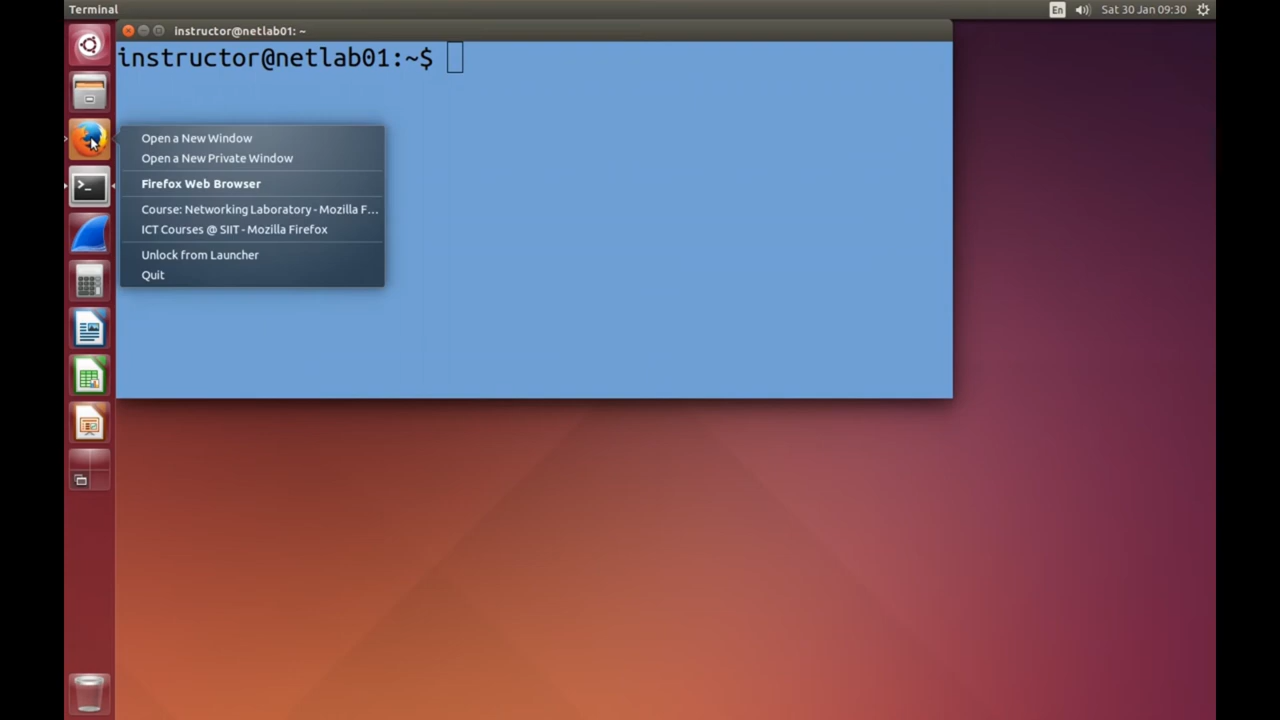 Terminal
En
Sat 30 Jan 09:30
instructor@netlab01: ~
instructor@netlab01:~$
Open a New Window
Open a New Private Window
Firefox Web Browser
Course: Networking Laboratory - Mozilla F…
ICT Courses @ SIIT - Mozilla Firefox
Unlock from Launcher
Quit